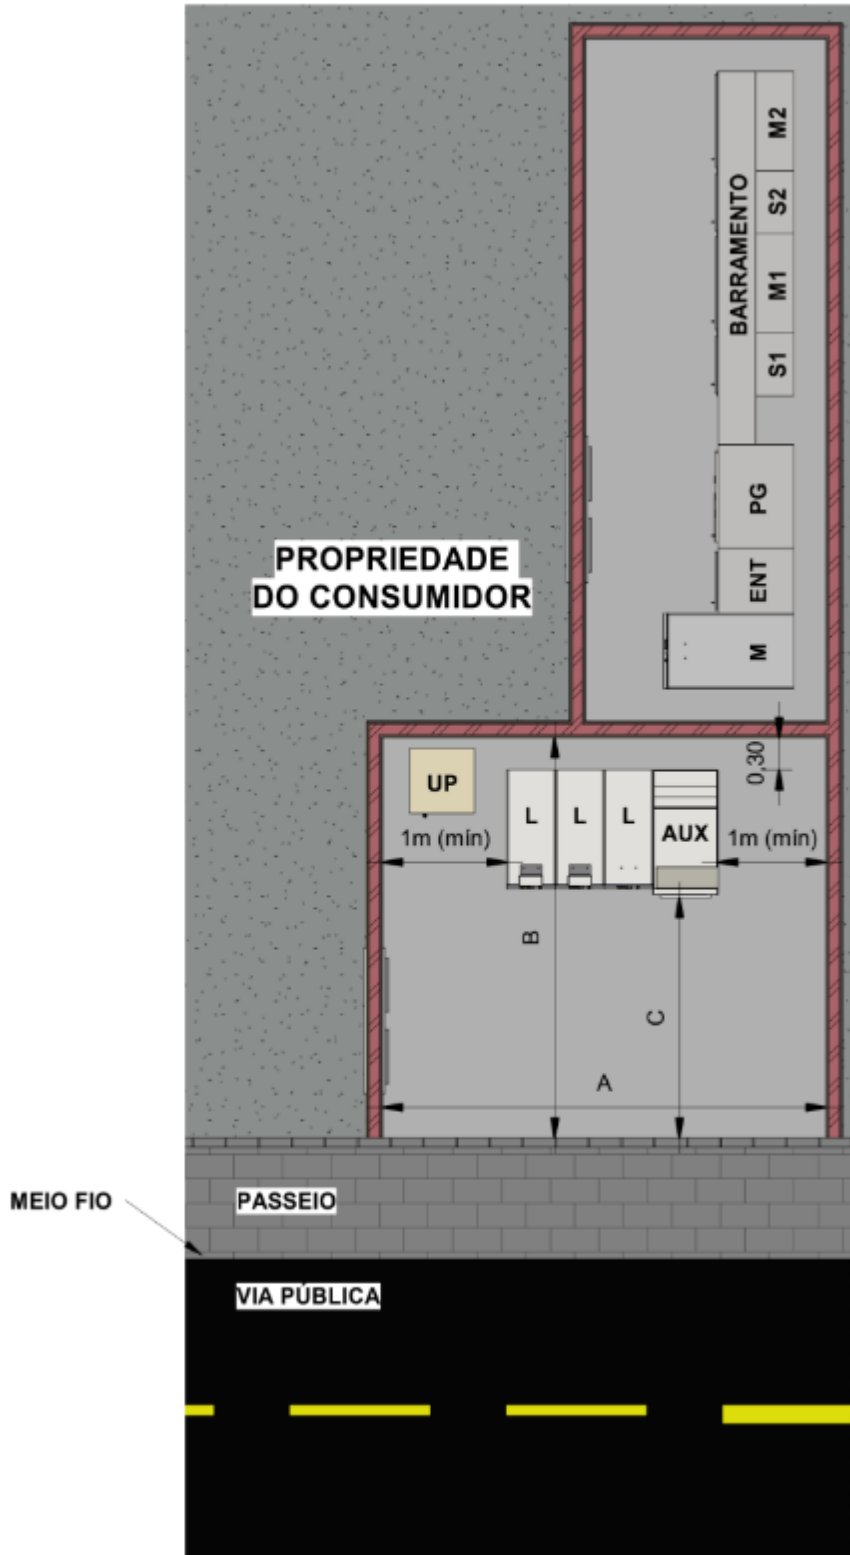 M2
S2
BARRAMENTO
M1
S1
PG
PROPRIEDADE
DO CONSUMIDOR
ENT
M
0,30
UP
L
L
L
AUX
1m (min)
1m (min)
B
C
A
MEIO FIO
PASSEIO
VIA PÚBLICA